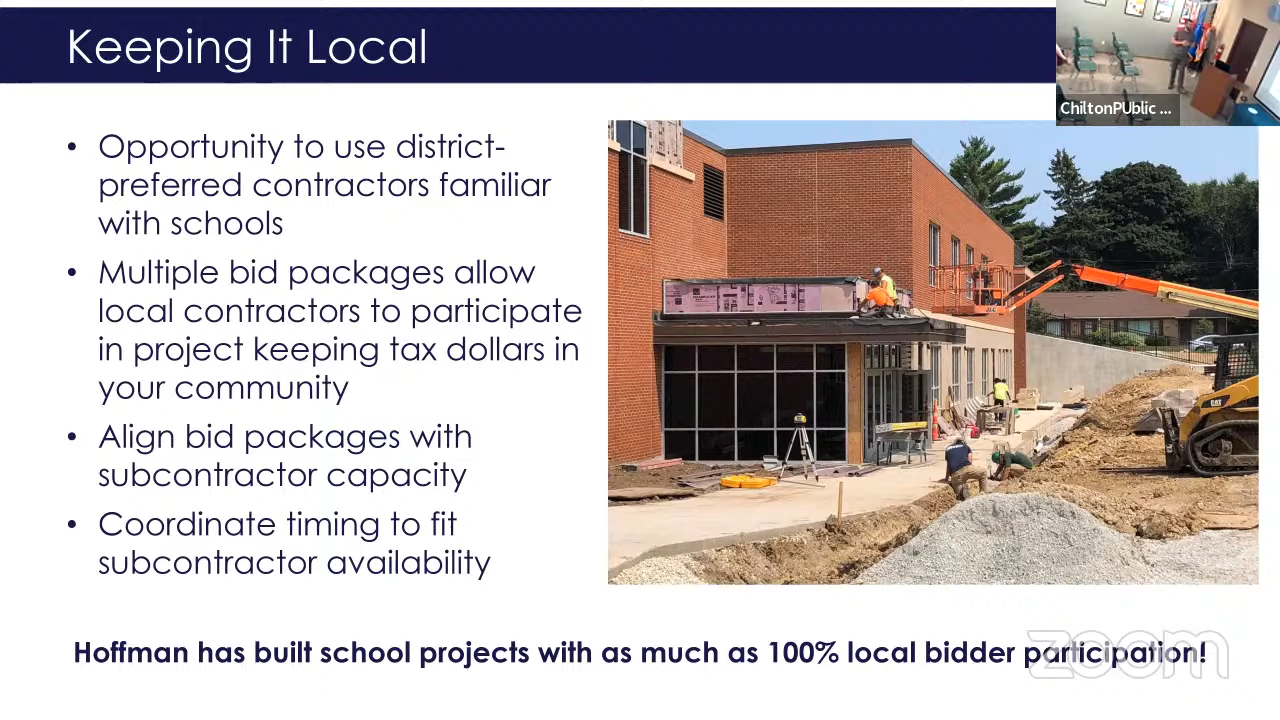 Keeping It Local
ChiltonPUblic ...
• Opportunity to use district-
preferred contractors familiar
with schools
• Multiple bid packages allow
local contractors to participate
in project keeping tax dollars in
your community
• Align bid packages with
subcontractor capacity
• Coordinate timing to fit
subcontractor availability
CAT
JLG
Hoffman has built school projects with as much as 100% local bidder participation!
zoom